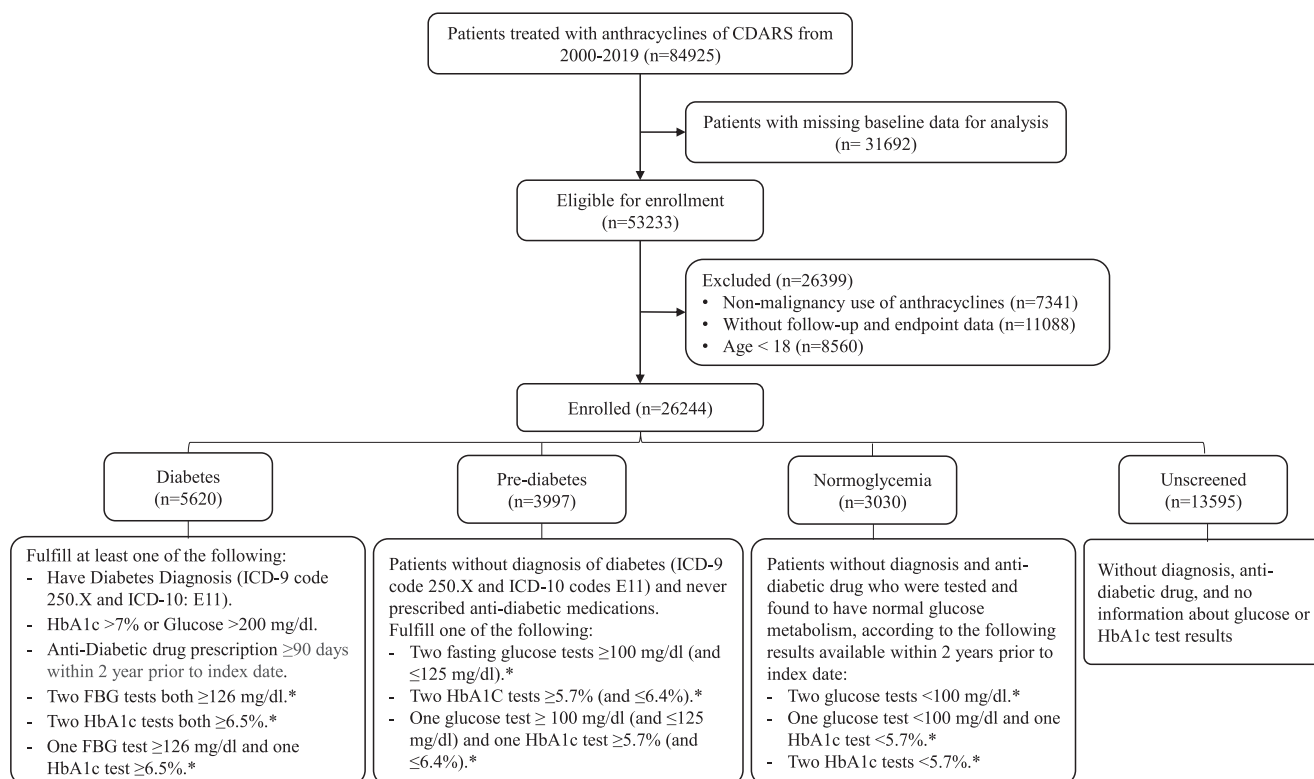 Patients treated with anthracyclines of CDARS from
2000-2019 (n=84925)
Patients with missing baseline data for analysis
(n= 31692)
Eligible for enrollment
(n=53233)
Excluded (n=26399)
• Non-malignancy use of anthracyclines (n=7341)
• Without follow-up and endpoint data (n=11088)
• Age < 18 (n=8560)
Enrolled (n=26244)
Diabetes
(n=5620)
Pre-diabetes
(n=3997)
Normoglycemia
(n=3030)
Unscreened
(n=13595)
Fulfill at least one of the following:
- Have Diabetes Diagnosis (ICD-9 code
250.X and ICD-10: E11).
- HbA1c >7% or Glucose >200 mg/dl.
- Anti-Diabetic drug prescription ≥90 days
within 2 year prior to index date.
- Two FBG tests both ≥126 mg/dl.*
- Two HbA1c tests both ≥6.5%.*
- One FBG test ≥126 mg/dl and one
HbA1c test ≥6.5%.*
Patients without diagnosis of diabetes (ICD-9
code 250.X and ICD-10 codes E11) and never
prescribed anti-diabetic medications.
Fulfill one of the following:
- Two fasting glucose tests ≥100 mg/dl (and
≤125 mg/dl).*
- Two HbA1C tests ≥5.7% (and ≤6.4%).*
- One glucose test ≥ 100 mg/dl (and ≤125
mg/dl) and one HbA1c test ≥5.7% (and
≤6.4%).*
Patients without diagnosis and anti-
diabetic drug who were tested and
found to have normal glucose
metabolism, according to the following
results available within 2 years prior to
index date:
- Two glucose tests <100 mg/dl.*
- One glucose test <100 mg/dl and one
HbA1c test <5.7%.*
- Two HbA1c tests <5.7%.*
Without diagnosis, anti-
diabetic drug, and no
information about glucose or
HbA1c test results